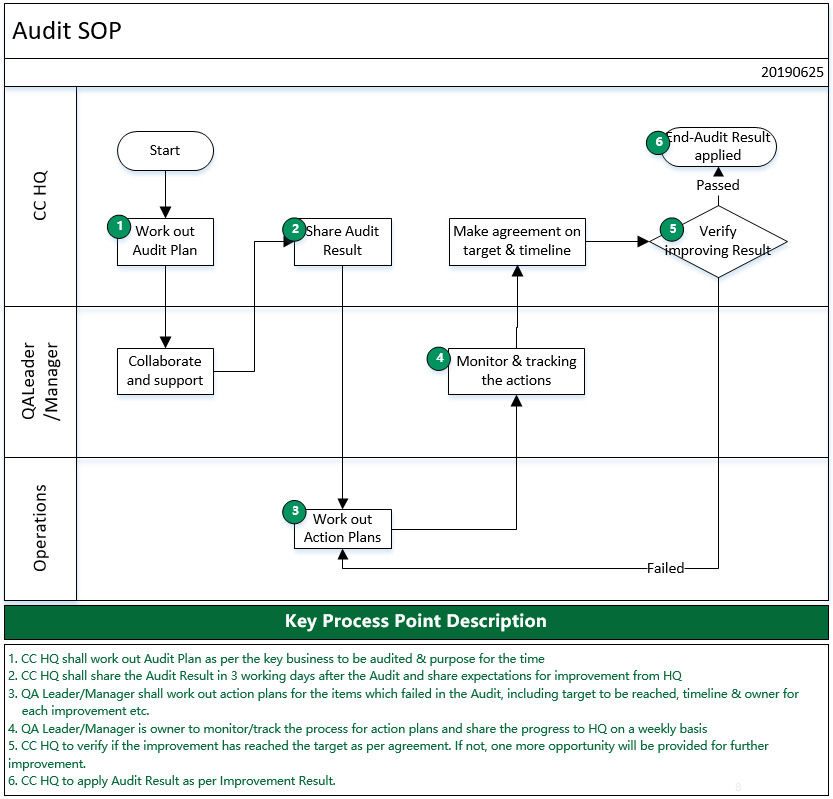 Audit SOP
20190625
CC HQ
Start
6
End-Audit Result
applied
Passed
1
Work out
Audit Plan
2
Share Audit
Result
Make agreement on
target & timeline
5
Verify
improving Result
QALeader
/Manager
Collaborate
and support
4
Monitor & tracking
the actions
Operations
3
Work out
Action Plans
Failed
Key Process Point Description
1. CC HQ shall work out Audit Plan as per the key business to be audited & purpose for the time
2. CC HQ shall share the Audit Result in 3 working days after the Audit and share expectations for improvement from HQ
3. QA Leader/Manager shall work out action plans for the items which failed in the Audit, including target to be reached, timeline & owner for
each improvement etc.
4. QA Leader/Manager is owner to monitor/track the process for action plans and share the progress to HQ on a weekly basis
5. CC HQ to verify if the improvement has reached the target as per agreement. If not, one more opportunity will be provided for further
improvement.
6. CC HQ to apply Audit Result as per Improvement Result.
8